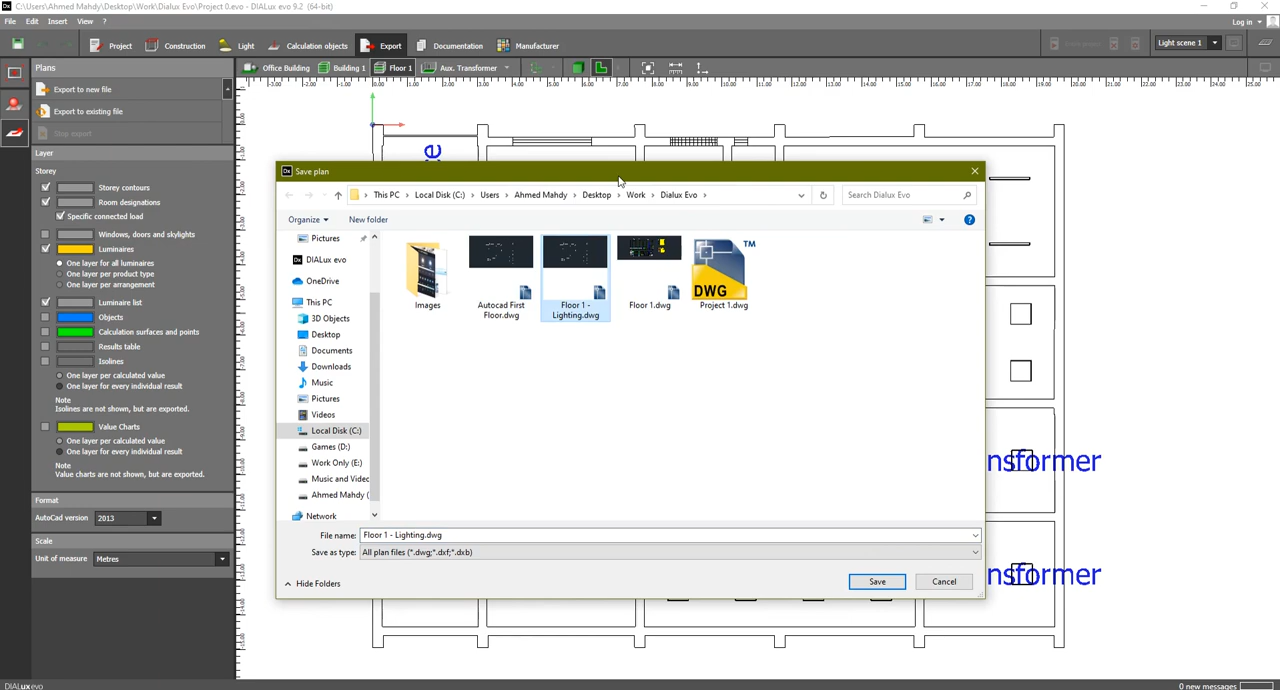 C:\Users\Ahmed Mahdy\Desktop\Work\Dialux Evo\Project 0.evo - DIALux evo 9.2 (64-bit)
File Edit Insert View ?
Log in
Project Construction Light Calculation objects Export Documentation Manufacturer
Light scene 1
Plans
Office Building Building 1 Floor 1 Aux. Transformer
Export to new file
Export to existing file
Stop export
Layer
Storey
Storey contours
Room designations
Specific connected load
Windows, doors and skylights
Luminaires
One layer for all luminaires
One layer per product type
One layer per arrangement
Luminaire list
Objects
Calculation surfaces and points
Results table
Isolines
One layer per calculated value
One layer for every individual result
Note
Isolines are not shown, but are exported.
Value Charts
One layer per calculated value
One layer for every individual result
Note
Value charts are not shown, but are exported.
Format
AutoCad version 2013
Scale
Unit of measure Metres
DIALux evo
Save plan
This PC › Local Disk (C:) › Users › Ahmed Mahdy › Desktop › Work › Dialux Evo ›
Search Dialux Evo
Organize New folder
Pictures
DIALux evo
OneDrive
This PC
3D Objects
Desktop
Documents
Downloads
Music
Pictures
Videos
Local Disk (C:)
Games (D:)
Work Only (E:)
Music and Videc
Ahmed Mahdy (
Network
Images
Autocad First
Floor.dwg
Floor 1 -
Lighting.dwg
Floor 1.dwg
DWG TM
Project 1.dwg
File name: Floor 1 - Lighting.dwg
Save as type: All plan files (*.dwg;*.dxf;*.dxb)
Hide Folders
Save Cancel
nsformer
nsformer
0 new messages